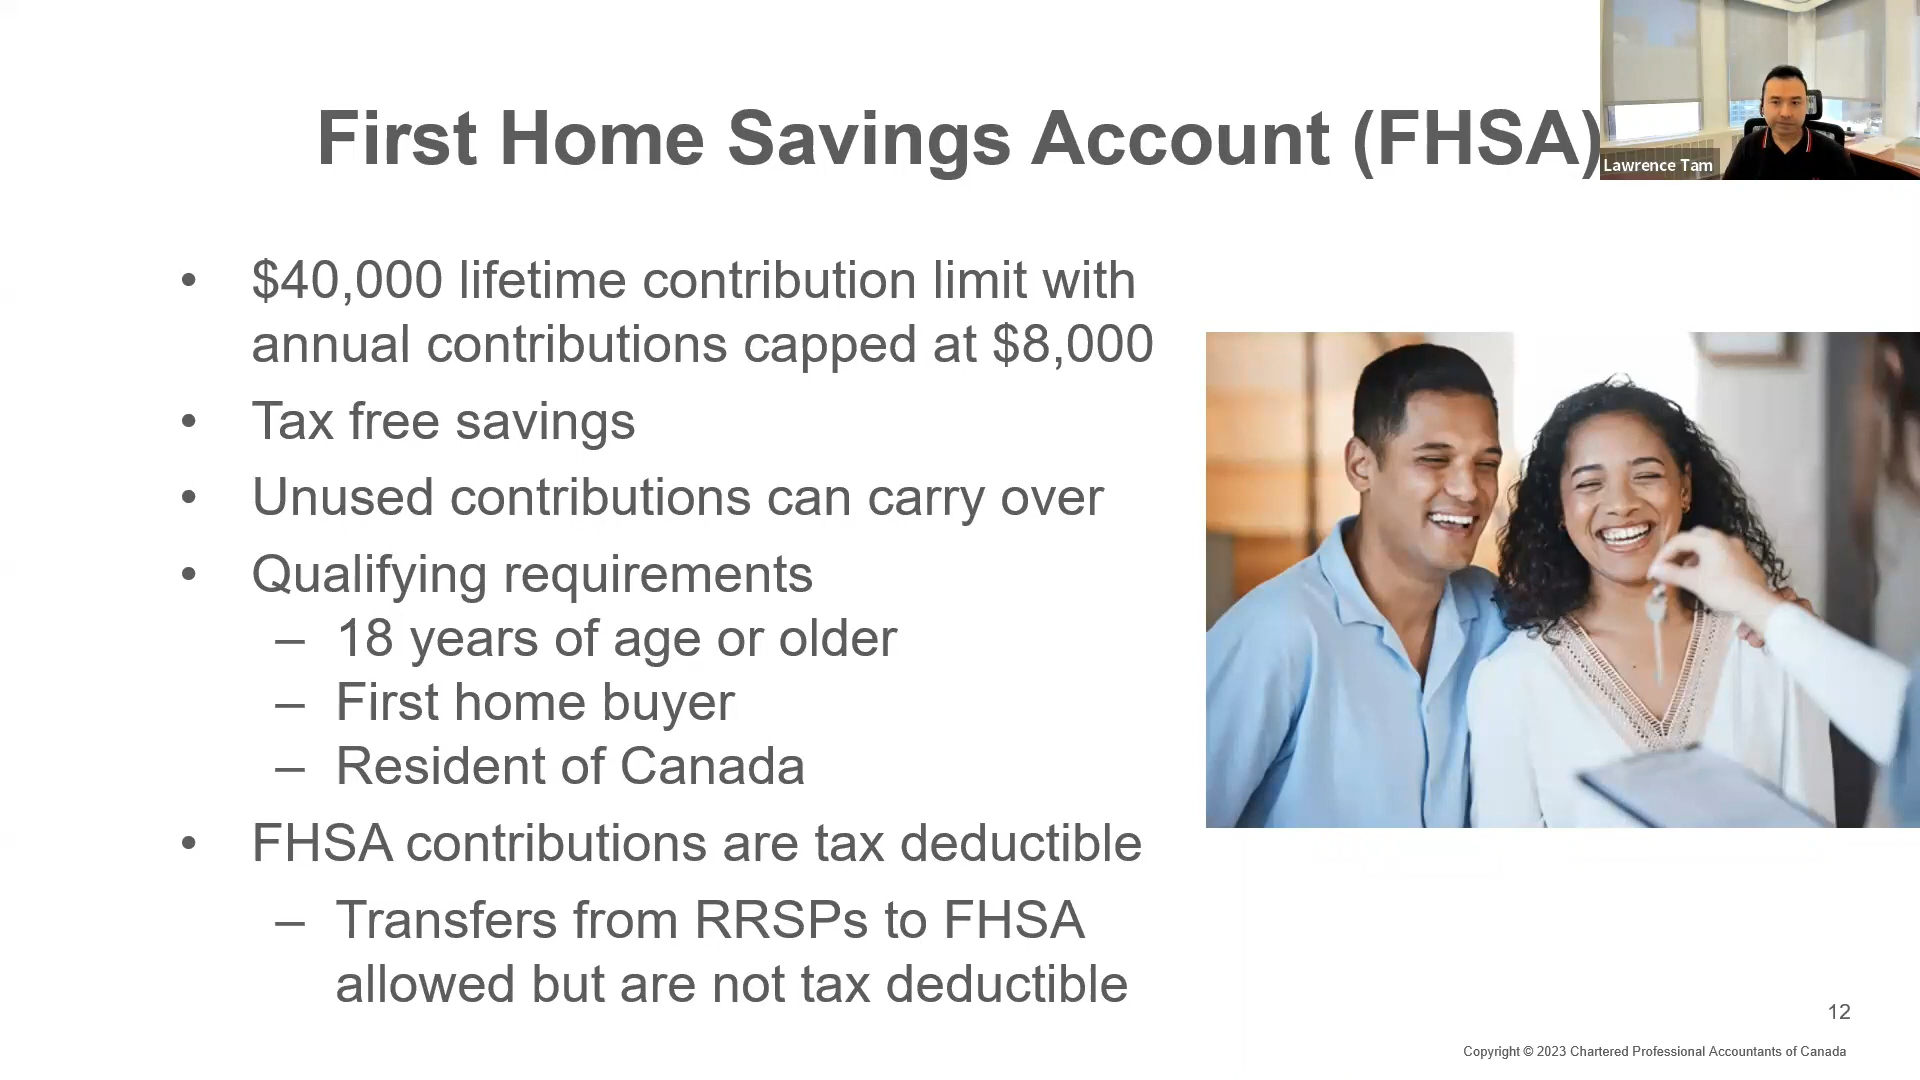 First Home Savings Account (FHSA)
Lawrence Tam
• $40,000 lifetime contribution limit with
annual contributions capped at $8,000
• Tax free savings
• Unused contributions can carry over
• Qualifying requirements
– 18 years of age or older
– First home buyer
– Resident of Canada
• FHSA contributions are tax deductible
– Transfers from RRSPs to FHSA
allowed but are not tax deductible
12
Copyright © 2023 Chartered Professional Accountants of Canada